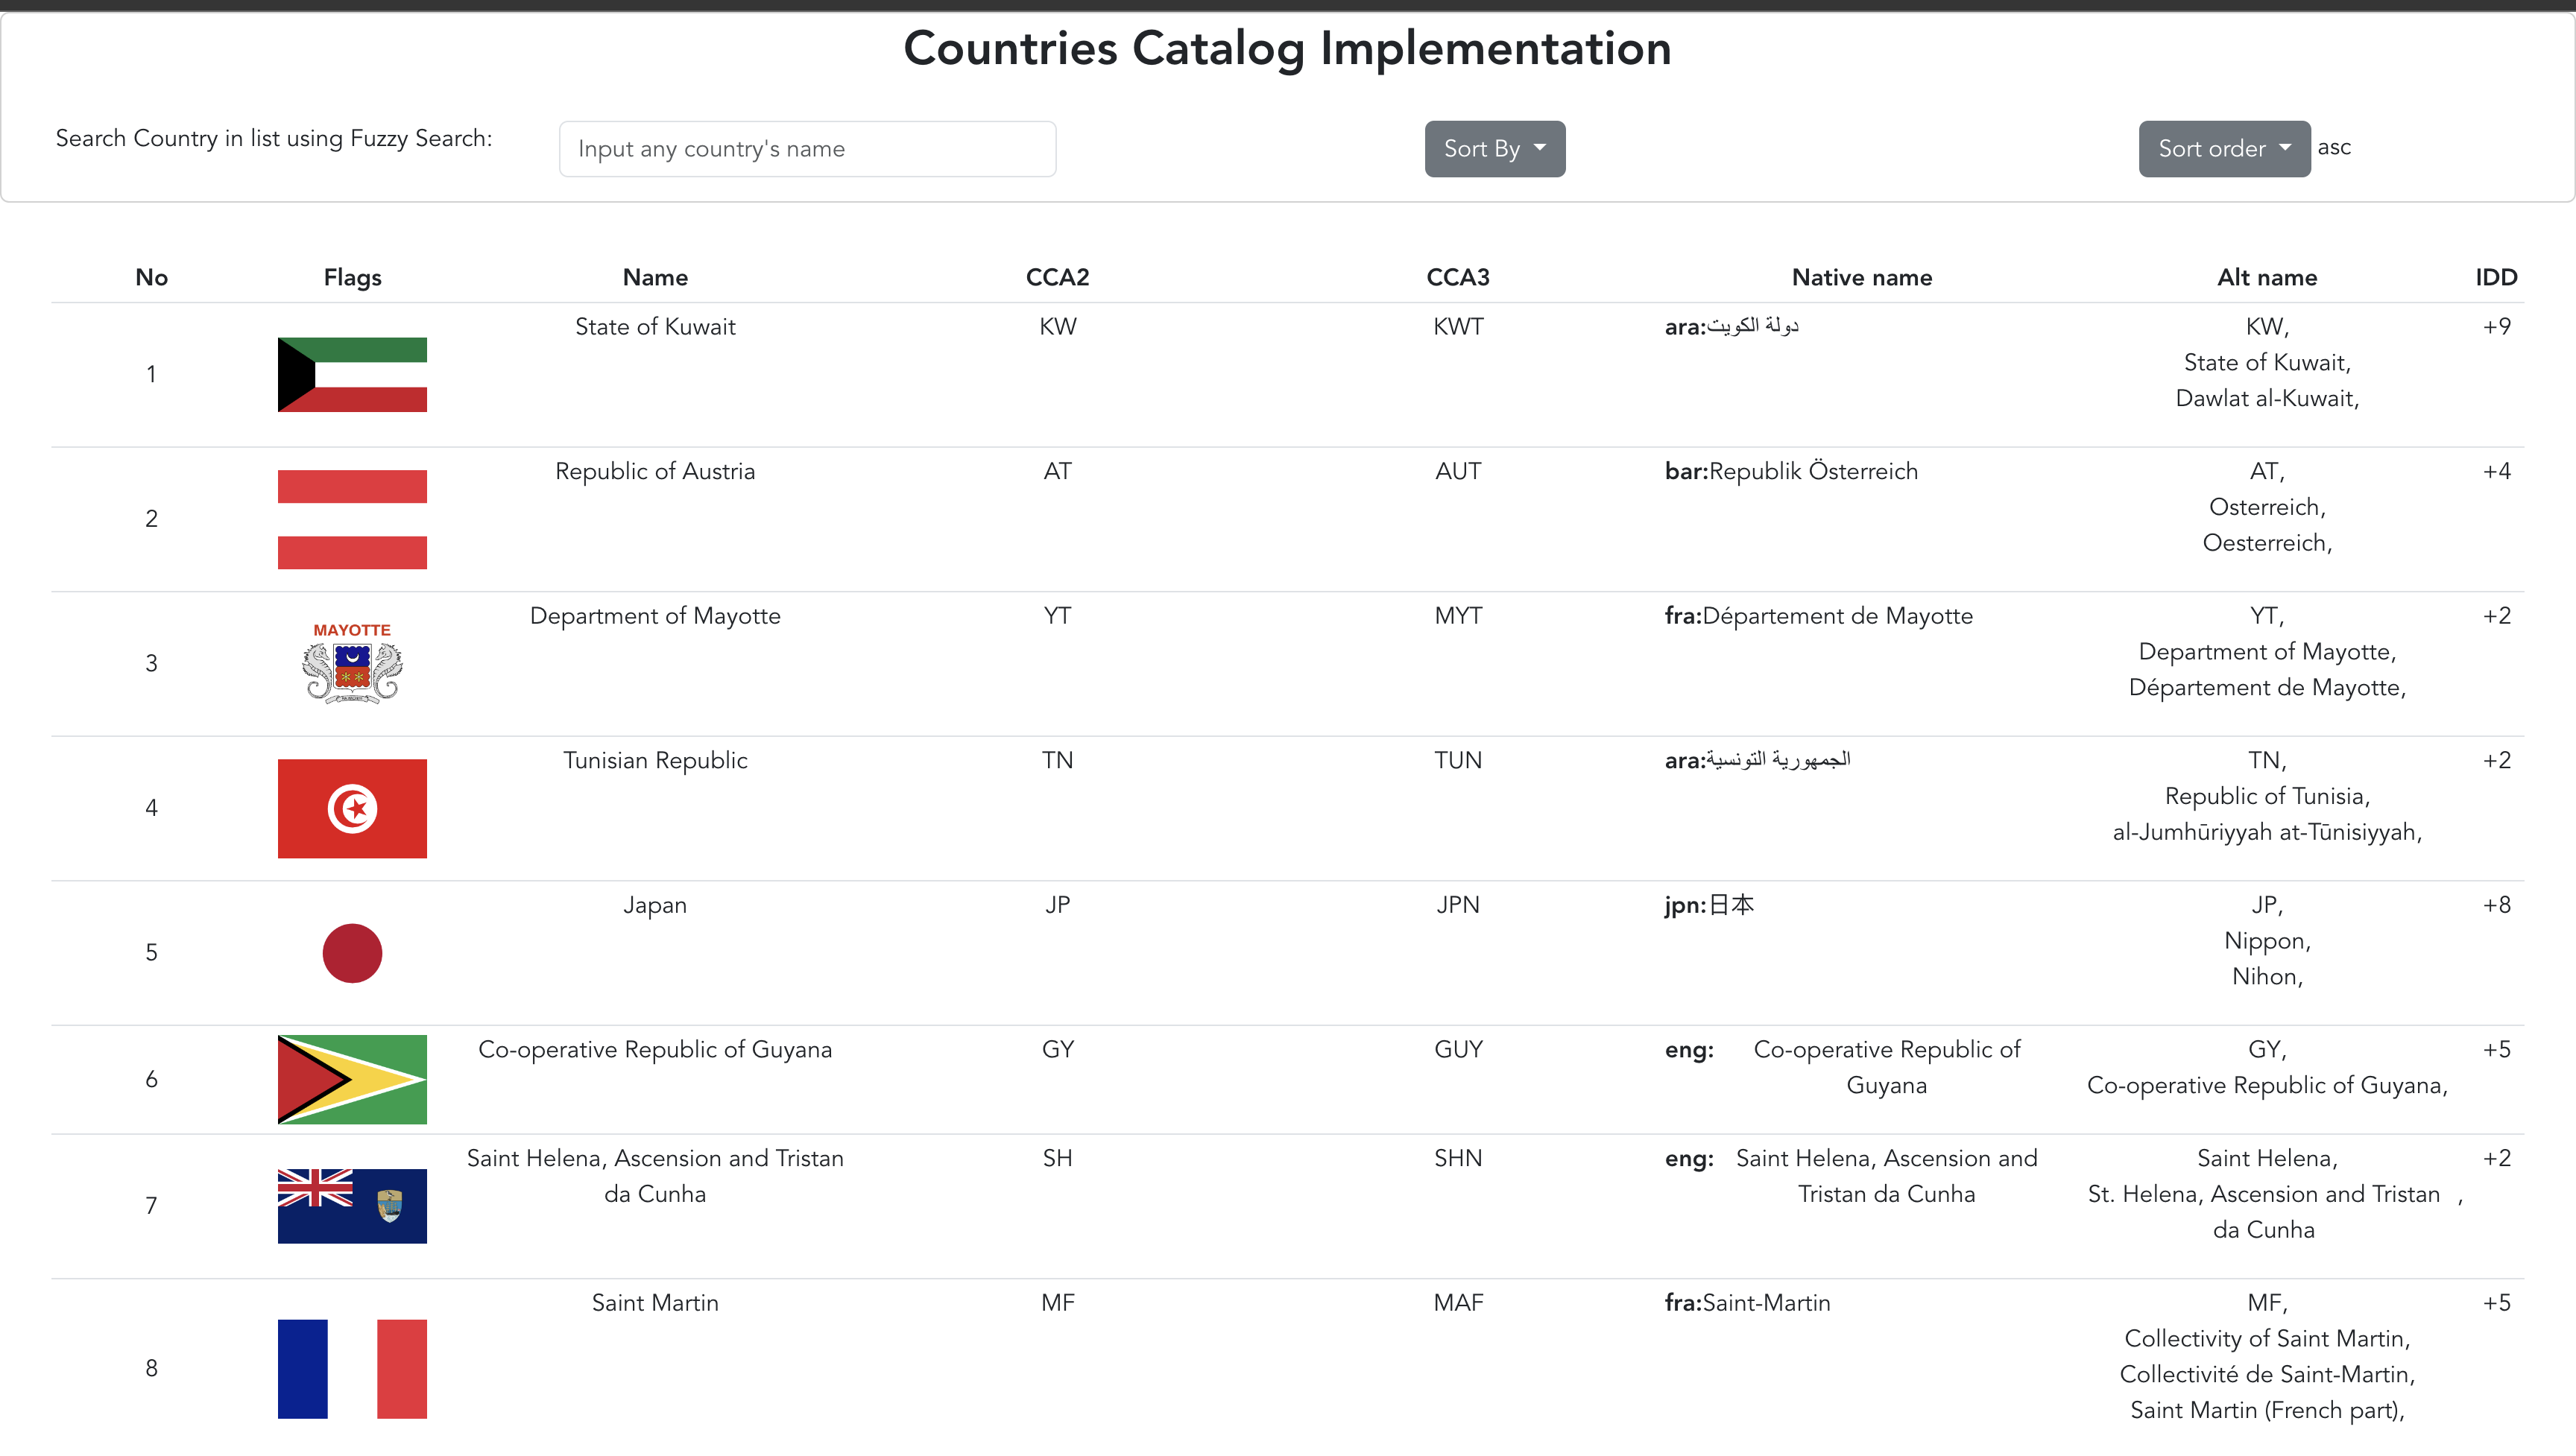 Countries Catalog Implementation
Search Country in list using Fuzzy Search:
Input any country's name
Sort By
Sort order
asc
No Flags Name CCA2 CCA3 Native name Alt name IDD
1 State of Kuwait KW KWT ara:دولة الكويت KW, +9
State of Kuwait,
Dawlat al-Kuwait,
2 Republic of Austria AT AUT bar:Republik Österreich AT, +4
Osterreich,
Oesterreich,
MAYOTTE
3 Department of Mayotte YT MYT fra:Département de Mayotte YT, +2
Department of Mayotte,
Département de Mayotte,
4 Tunisian Republic TN TUN ara:الجمهورية التونسية TN, +2
Republic of Tunisia,
al-Jumhūriyyah at-Tūnisiyyah,
5 Japan JP JPN jpn:日本 JP, +8
Nippon,
Nihon,
6 Co-operative Republic of Guyana GY GUY eng: Co-operative Republic of GY, +5
Guyana Co-operative Republic of Guyana,
7 Saint Helena, Ascension and Tristan SH SHN eng: Saint Helena, Ascension and Saint Helena, +2
da Cunha Tristan da Cunha St. Helena, Ascension and Tristan ,
da Cunha
8 Saint Martin MF MAF fra:Saint-Martin MF, +5
Collectivity of Saint Martin,
Collectivité de Saint-Martin,
Saint Martin (French part),